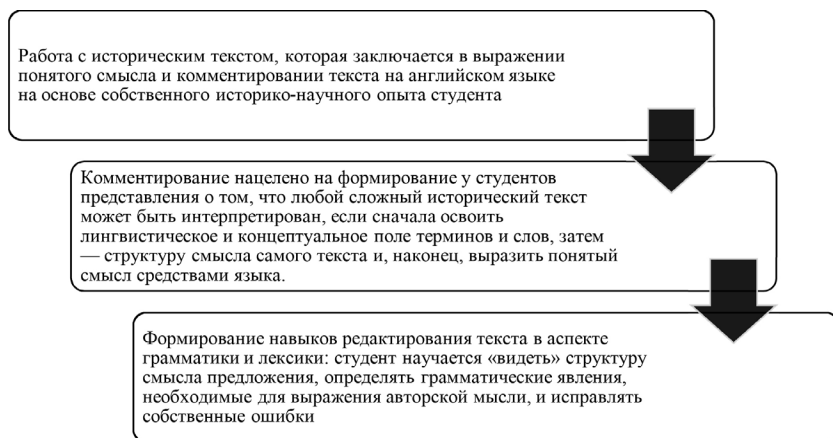 Работа с историческим текстом, которая заключается в выражении
понятого смысла и комментировании текста на английском языке
на основе собственного историко-научного опыта студента
Комментирование нацелено на формирование у студентов
представления о том, что любой сложный исторический текст
может быть интерпретирован, если сначала освоить
лингвистическое и концептуальное поле терминов и слов, затем
— структуру смысла самого текста и, наконец, выразить понятый
смысл средствами языка.
Формирование навыков редактирования текста в аспекте
грамматики и лексики: студент научается «видеть» структуру
смысла предложения, определять грамматические явления,
необходимые для выражения авторской мысли, и исправлять
собственные ошибки